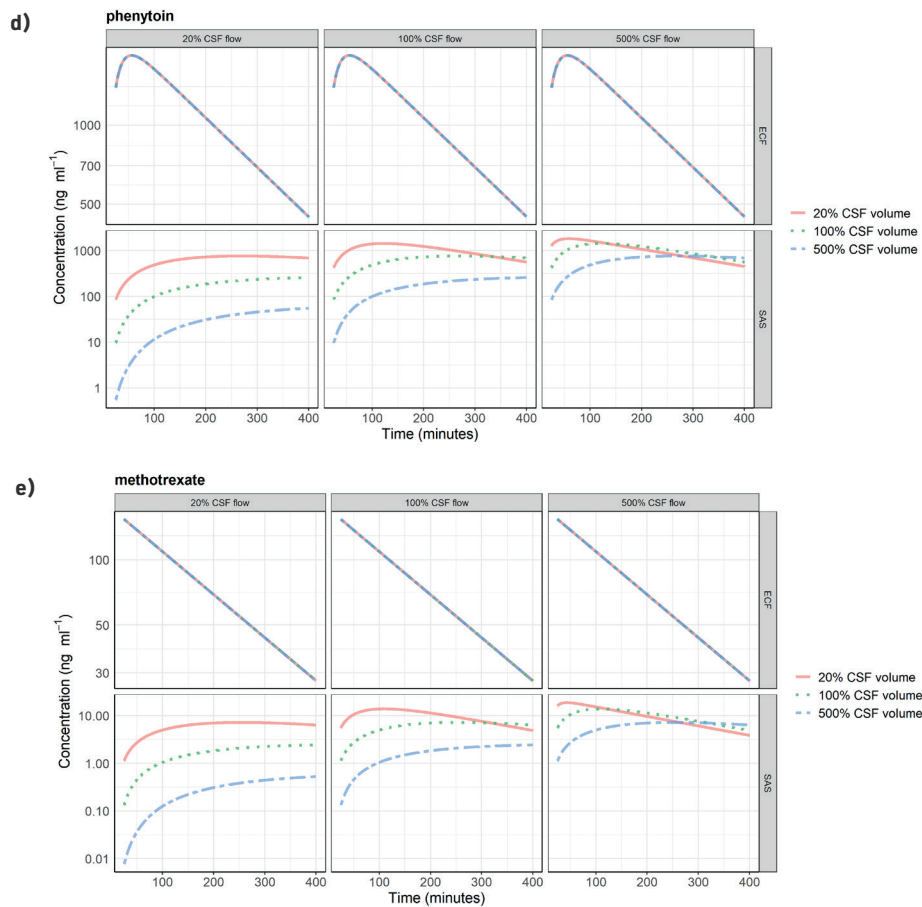 d)
phenytoin
20% CSF flow 100% CSF flow 500% CSF flow
1000
700
500
ECF
1000
100
10
1
SAS
Concentration (ng ml⁻¹)
100 200 300 400 100 200 300 400 100 200 300 400
Time (minutes)
20% CSF volume
100% CSF volume
500% CSF volume
e)
methotrexate
20% CSF flow 100% CSF flow 500% CSF flow
100
50
30
ECF
10.00
1.00
0.10
0.01
SAS
Concentration (ng ml⁻¹)
100 200 300 400 100 200 300 400 100 200 300 400
Time (minutes)
20% CSF volume
100% CSF volume
500% CSF volume